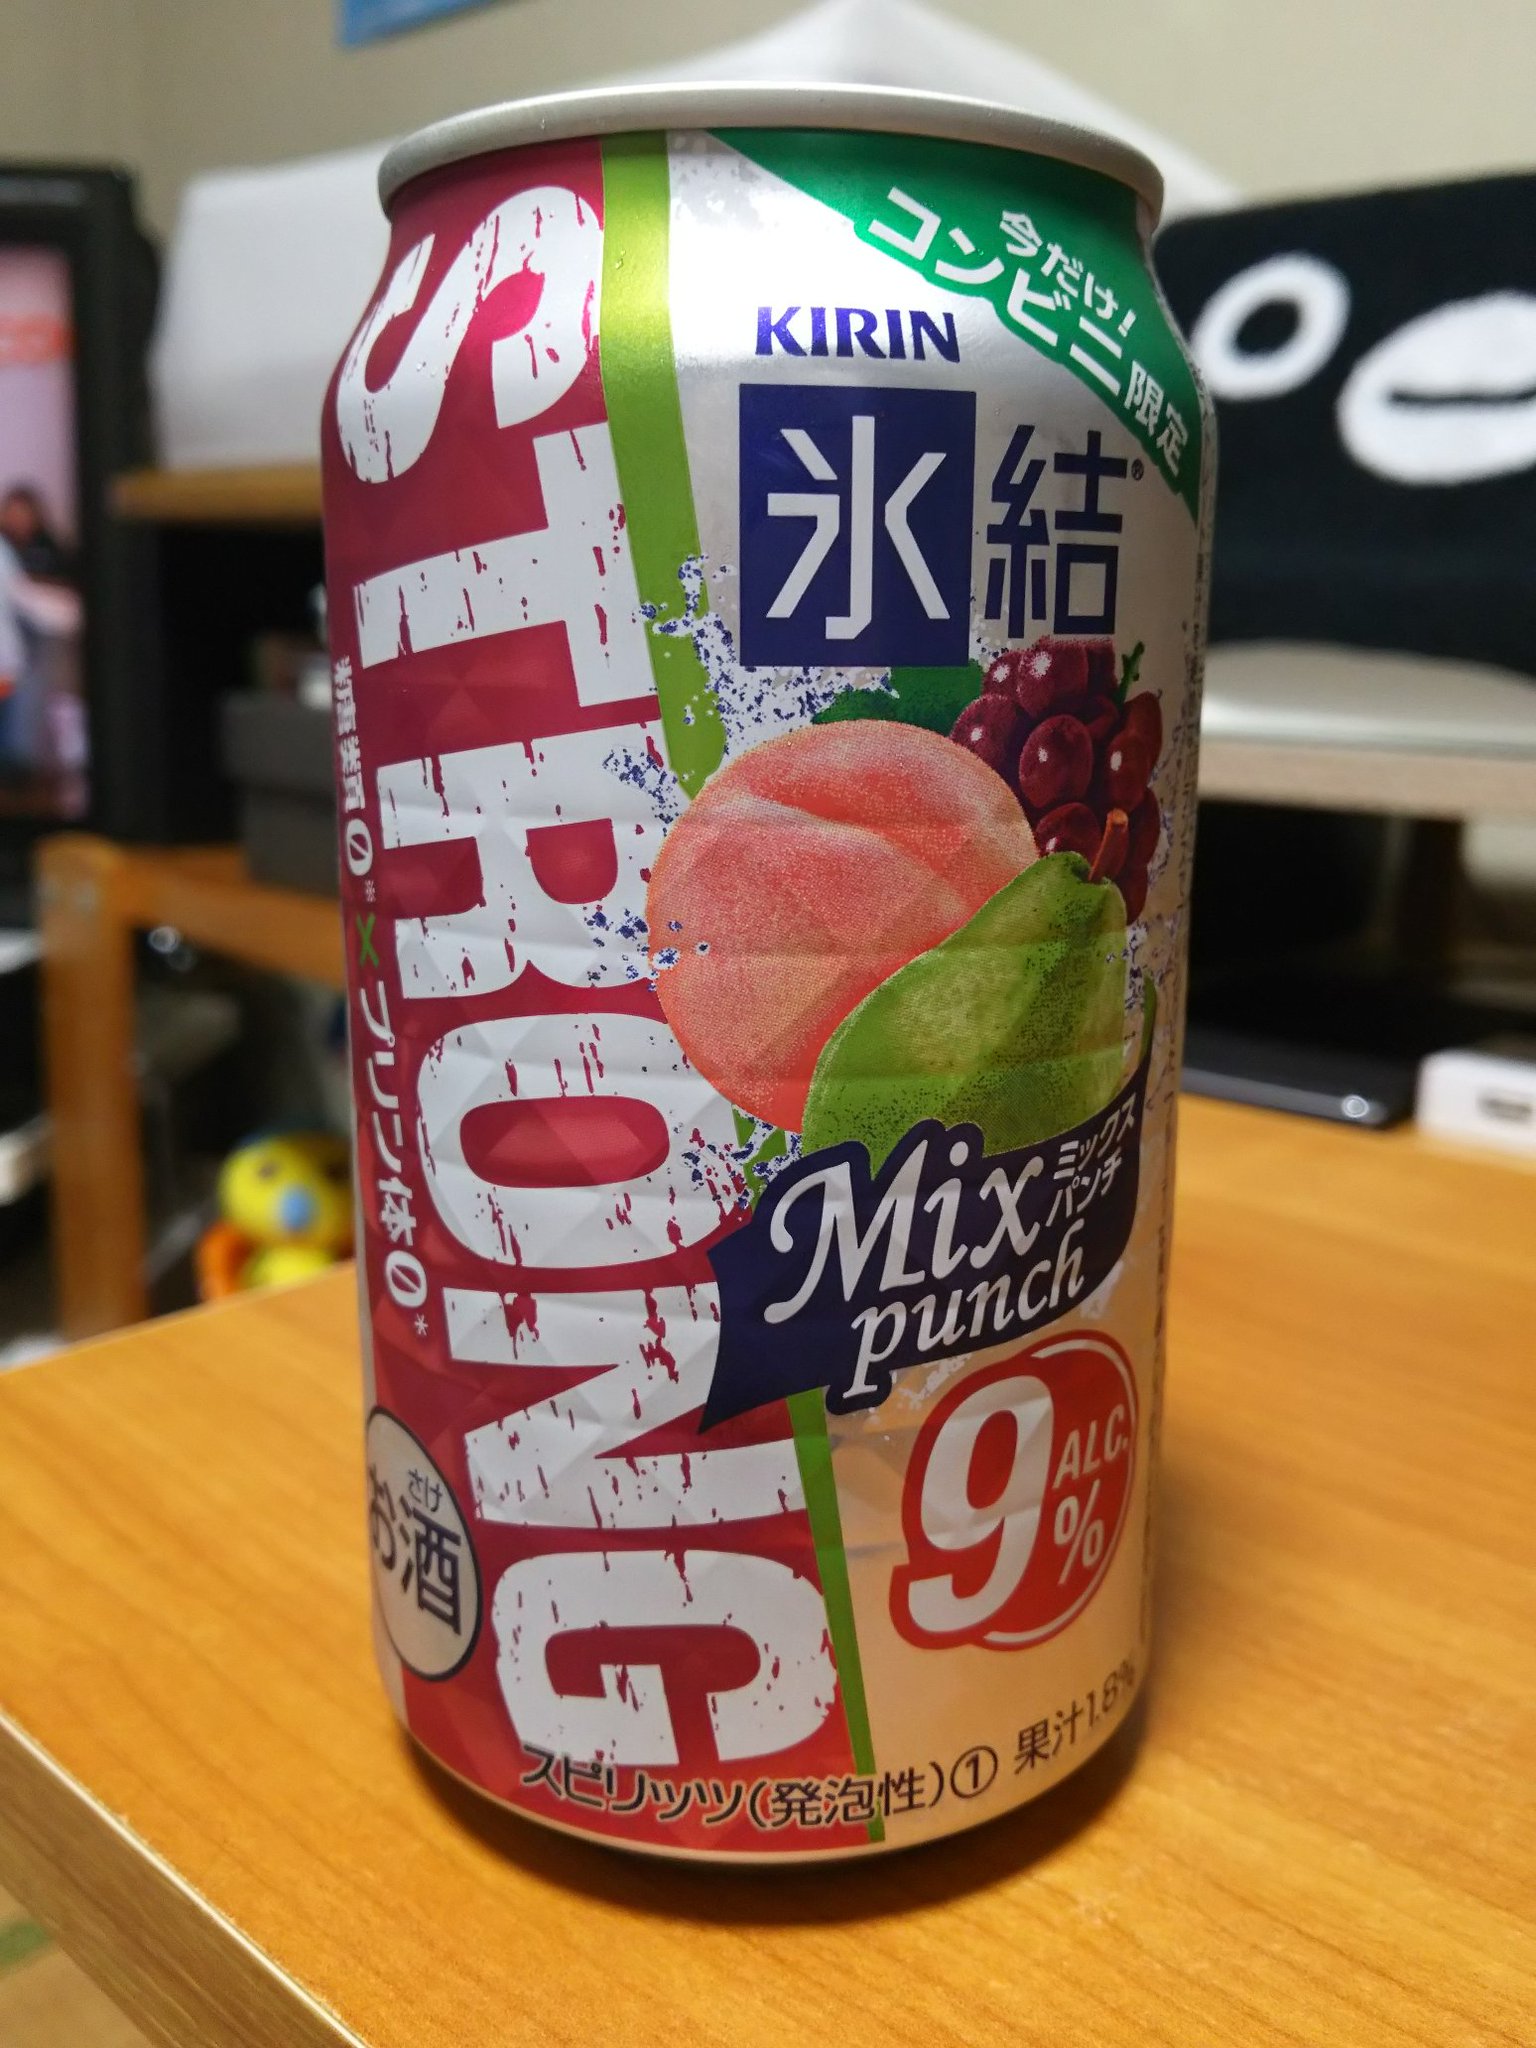 今だけ!
コンビニ限定
KIRIN
氷結®
STRONG
糖類 0※×プリン体0※
Mix punch
ミックス
パンチ
9 ALC.%
さけ
お酒
スピリッツ(発泡性)① 果汁1.8%